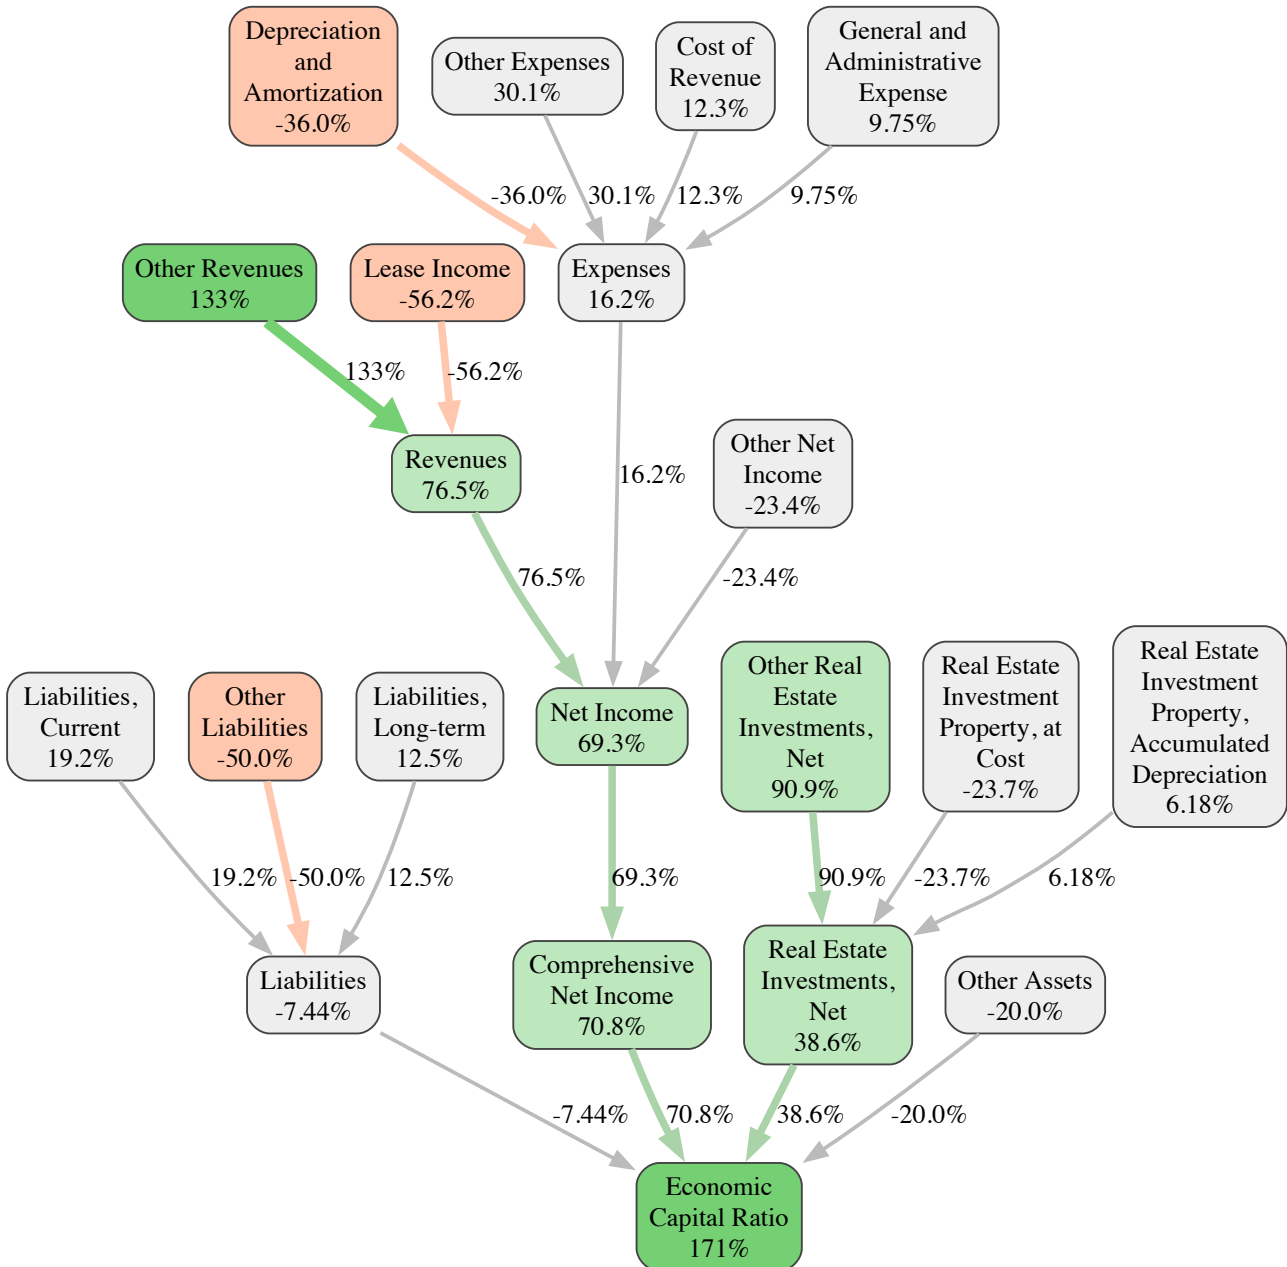 Depreciation
and
Amortization
-36.0%
Other Expenses
30.1%
Cost of
Revenue
12.3%
General and
Administrative
Expense
9.75%
-36.0%
30.1%
12.3%
9.75%
Other Revenues
133%
Lease Income
-56.2%
Expenses
16.2%
133%
-56.2%
Revenues
76.5%
16.2%
Other Net
Income
-23.4%
76.5%
-23.4%
Liabilities,
Current
19.2%
Other
Liabilities
-50.0%
Liabilities,
Long-term
12.5%
Net Income
69.3%
Other Real
Estate
Investments,
Net
90.9%
Real Estate
Investment
Property, at
Cost
-23.7%
Real Estate
Investment
Property,
Accumulated
Depreciation
6.18%
19.2%
-50.0%
12.5%
69.3%
90.9%
-23.7%
6.18%
Liabilities
-7.44%
Comprehensive
Net Income
70.8%
Real Estate
Investments,
Net
38.6%
Other Assets
-20.0%
-7.44%
70.8%
38.6%
-20.0%
Economic
Capital Ratio
171%